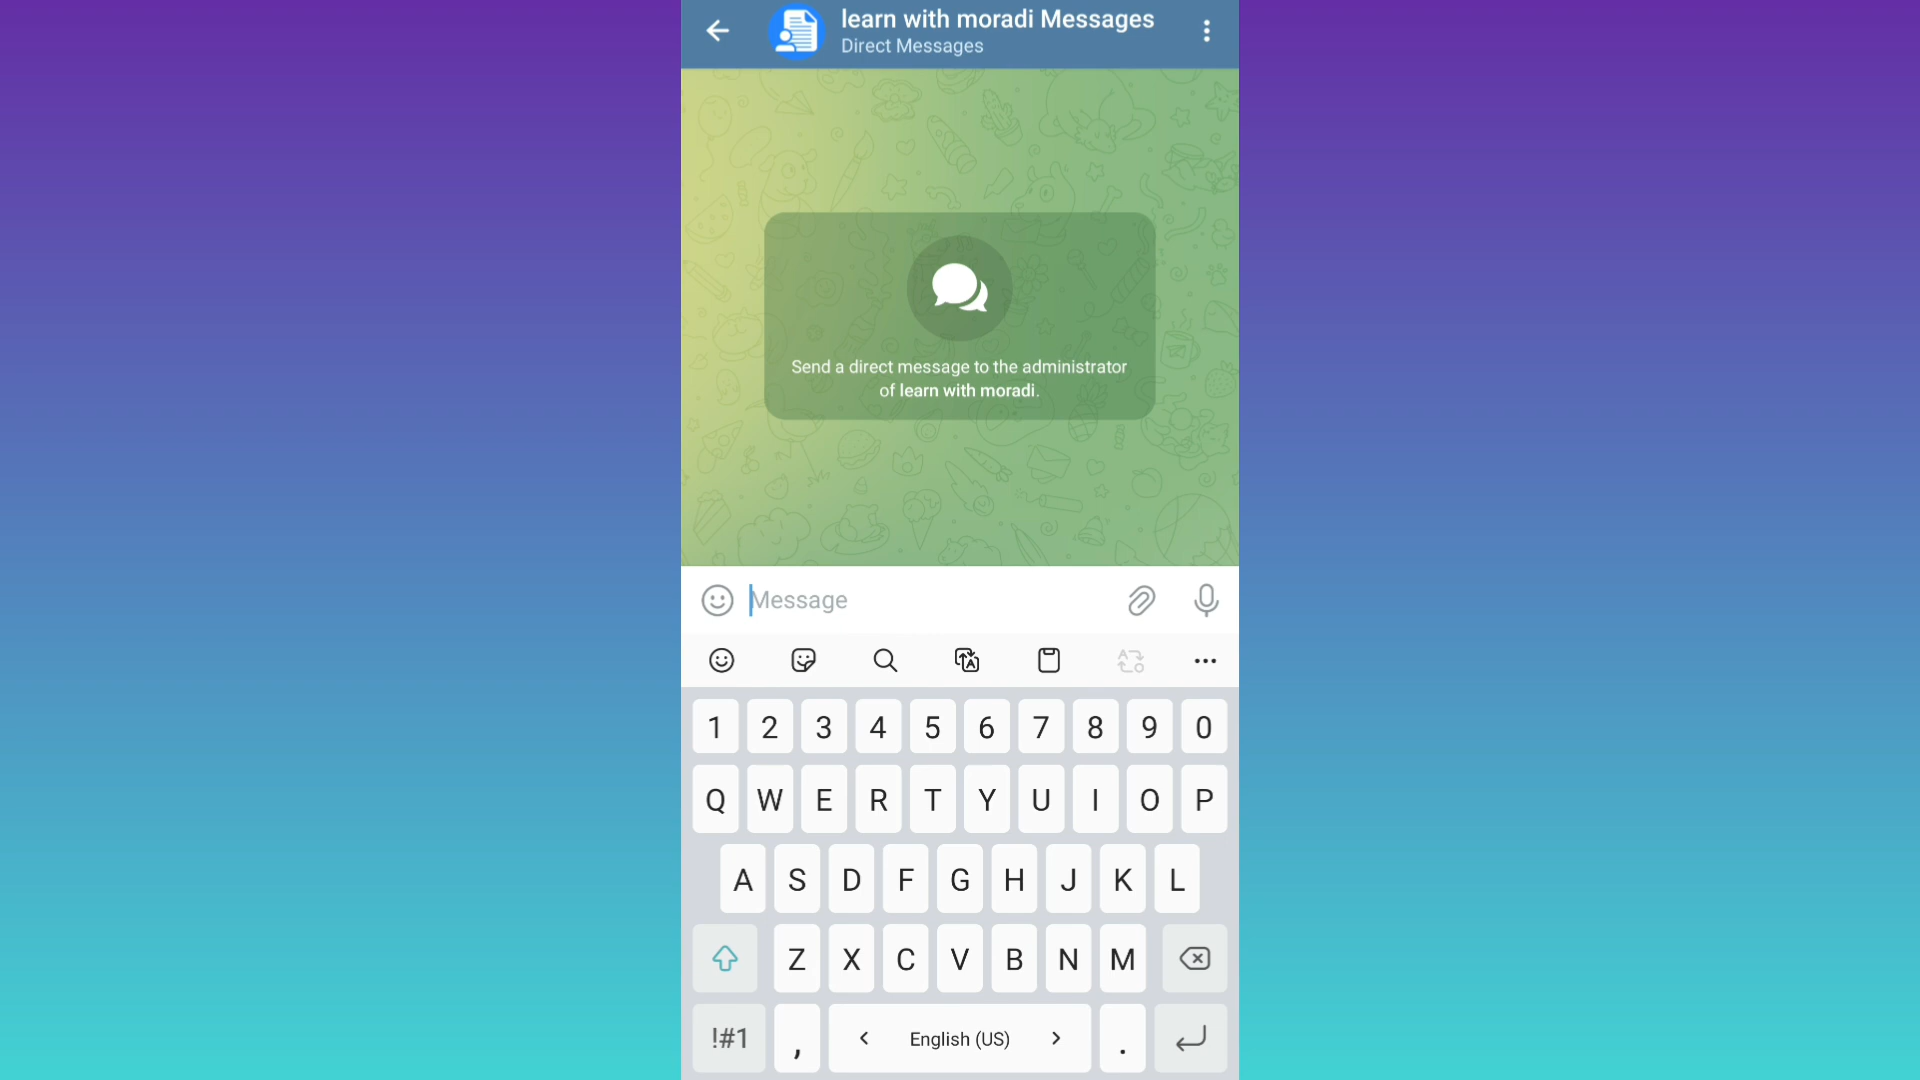 learn with moradi Messages
Direct Messages
Send a direct message to the administrator
of learn with moradi.
Message
1 2 3 4 5 6 7 8 9 0
Q W E R T Y U I O P
A S D F G H J K L
Z X C V B N M
!#1 , < English (US) > .